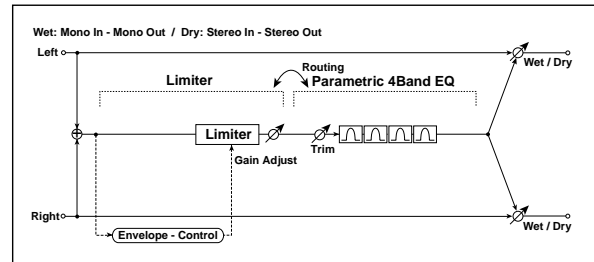 Wet: Mono In - Mono Out / Dry: Stereo In - Stereo Out
Left
Wet / Dry
Routing
Limiter
Parametric 4Band EQ
Limiter
Gain Adjust
Trim
Right
Wet / Dry
Envelope - Control